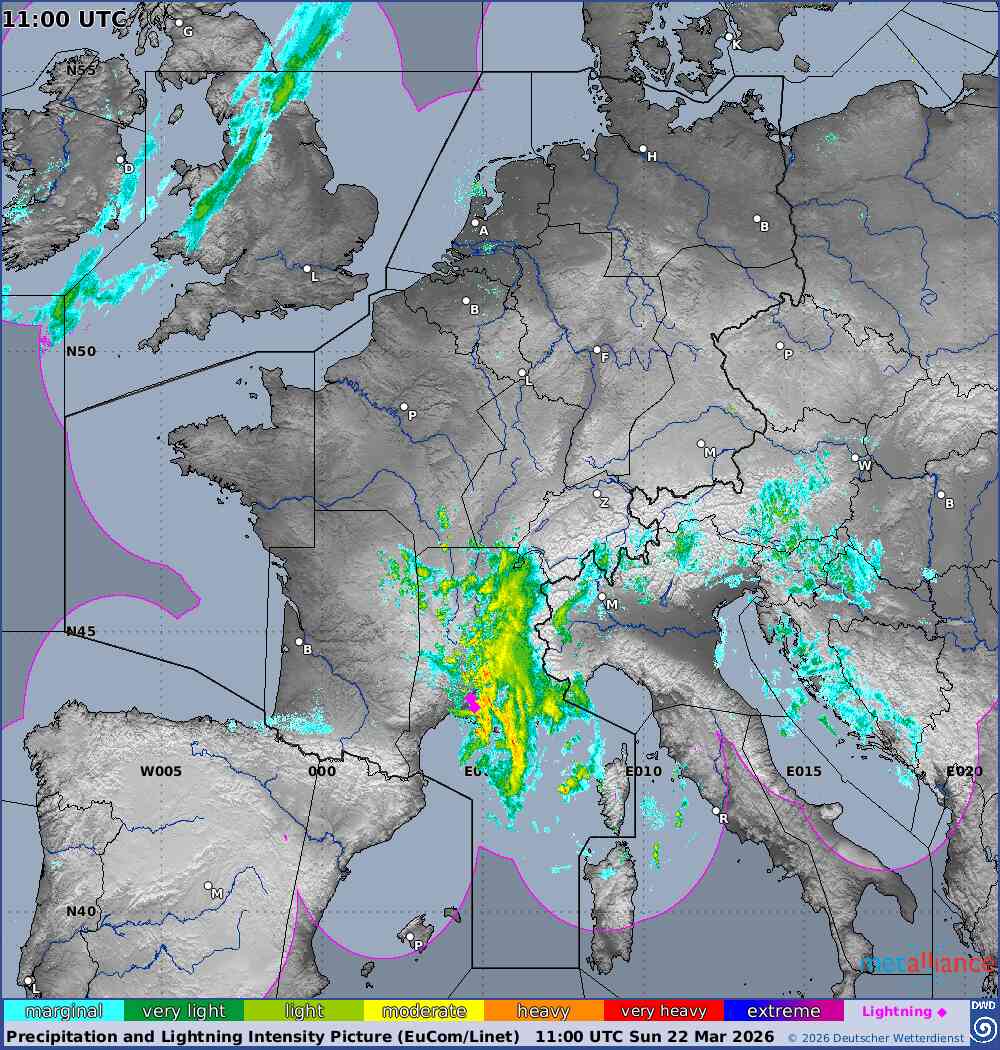 11:00 UTC
G
K
N55
D
H
A
B
L
B
N50
F
P
L
P
M
W
Z
B
M
N45
B
W005
000
E0
E010
E015
E020
R
M
N40
P
L
metalliance
marginal very light light moderate heavy very heavy extreme Lightning ◆
DWD
Precipitation and Lightning Intensity Picture (EuCom/Linet) 11:00 UTC Sun 22 Mar 2026 © 2026 Deutscher Wetterdienst